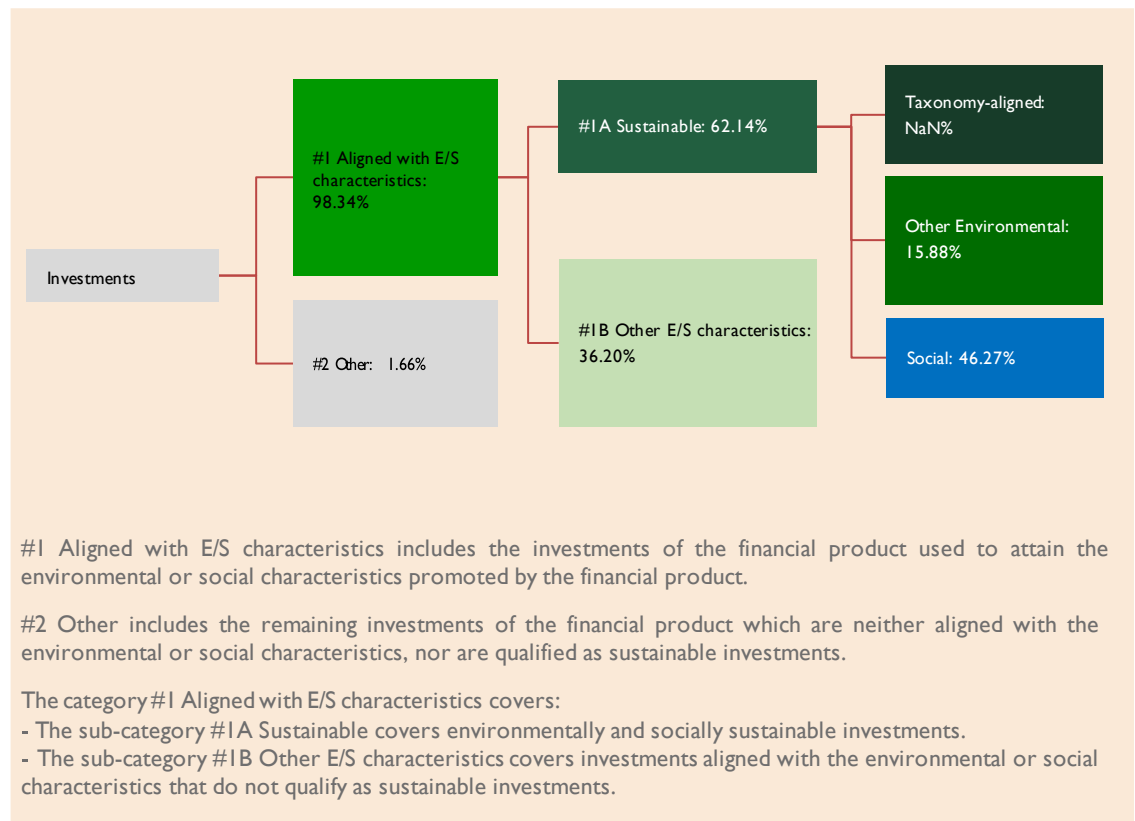 Investments
#1 Aligned with E/S
characteristics:
98.34%
#2 Other: 1.66%
#1A Sustainable: 62.14%
#1B Other E/S characteristics:
36.20%
Taxonomy-aligned:
NaN%
Other Environmental:
15.88%
Social: 46.27%
#1 Aligned with E/S characteristics includes the investments of the financial product used to attain the
environmental or social characteristics promoted by the financial product.
#2 Other includes the remaining investments of the financial product which are neither aligned with the
environmental or social characteristics, nor are qualified as sustainable investments.
The category #1 Aligned with E/S characteristics covers:
- The sub-category #1A Sustainable covers environmentally and socially sustainable investments.
- The sub-category #1B Other E/S characteristics covers investments aligned with the environmental or social
characteristics that do not qualify as sustainable investments.